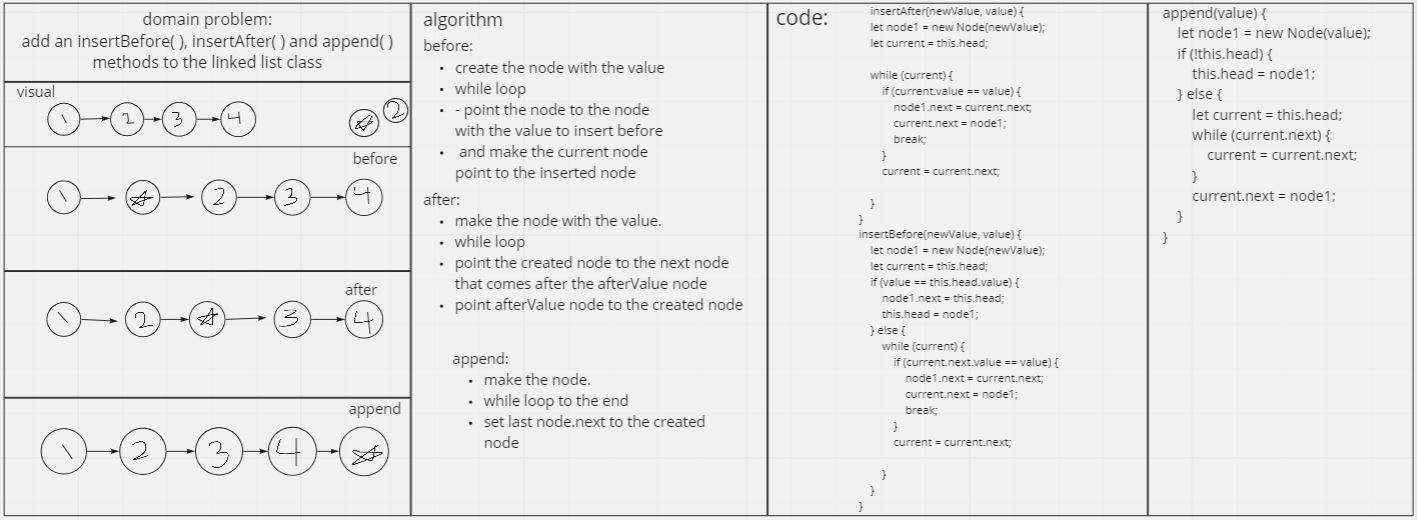 domain problem:
add an insertBefore( ), insertAfter( ) and append( )
methods to the linked list class
visual
1 2 3 4 2
before
1 2 3 4
after
1 2 3 4
append
1 2 3 4
algorithm
before:
• create the node with the value
• while loop
• - point the node to the node
with the value to insert before
• and make the current node
point to the inserted node
after:
• make the node with the value.
• while loop
• point the created node to the next node
that comes after the afterValue node
• point afterValue node to the created node
append:
• make the node.
• while loop to the end
• set last node.next to the created
node
code:
insertAfter(newValue, value) {
let node1 = new Node(newValue);
let current = this.head;
while (current) {
if (current.value == value) {
node1.next = current.next;
current.next = node1;
break;
}
current = current.next;
}
}
insertBefore(newValue, value) {
let node1 = new Node(newValue);
let current = this.head;
if (value == this.head.value) {
node1.next = this.head;
this.head = node1;
} else {
while (current) {
if (current.next.value == value) {
node1.next = current.next;
current.next = node1;
break;
}
current = current.next;
}
}
}
append(value) {
let node1 = new Node(value);
if (!this.head) {
this.head = node1;
} else {
let current = this.head;
while (current.next) {
current = current.next;
}
current.next = node1;
}
}